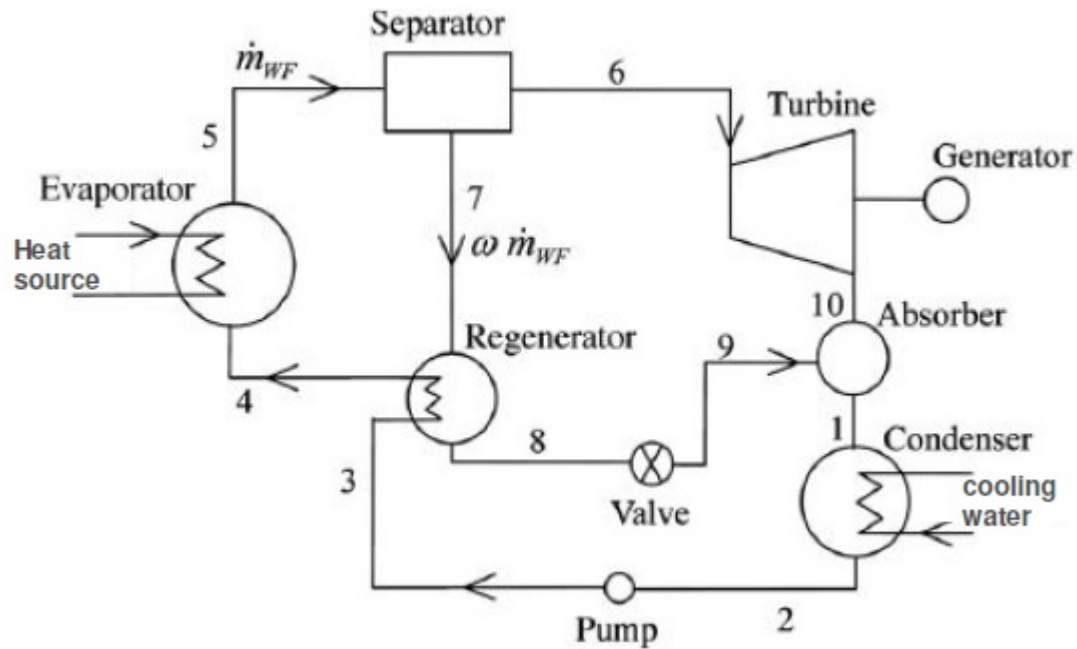 Separator
ṁ_WF
6
Turbine
5
Generator
Evaporator
7
Heat
source
ω ṁ_WF
10
Absorber
Regenerator
9
4
1
8
Condenser
3
cooling
water
Valve
2
Pump